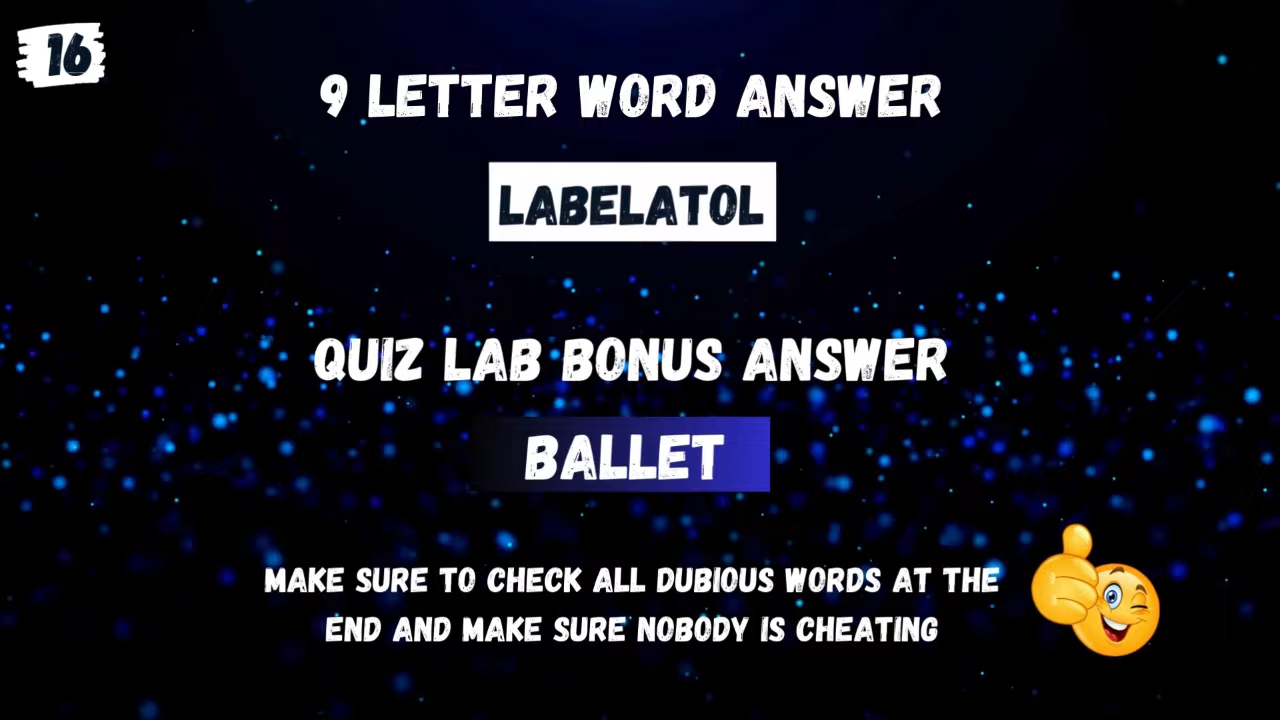 16
9 LETTER WORD ANSWER
LABELATOL
QUIZ LAB BONUS ANSWER
BALLET
MAKE SURE TO CHECK ALL DUBIOUS WORDS AT THE
END AND MAKE SURE NOBODY IS CHEATING